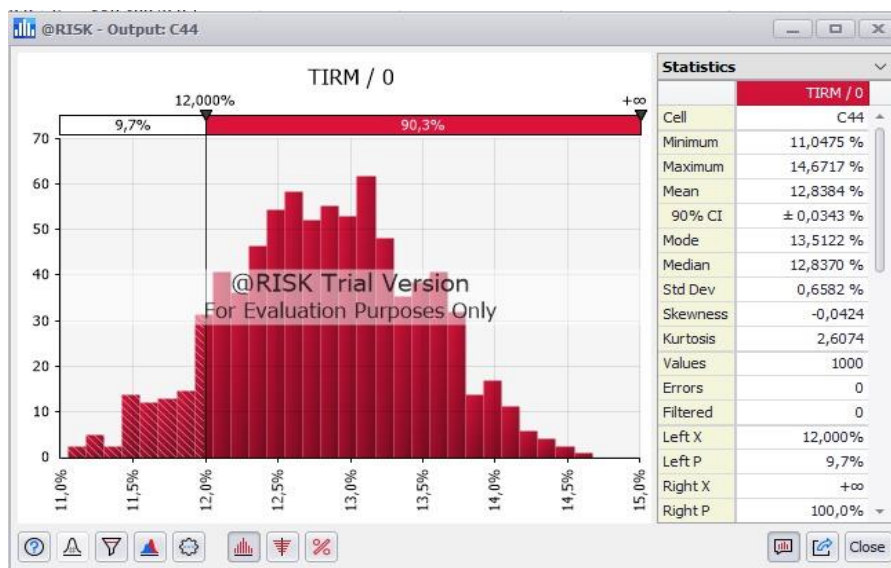 @RISK - Output: C44
TIRM / 0
12,000%
+∞
9,7%
90,3%
70
60
50
40
30
20
10
0
11,0%
11,5%
12,0%
12,5%
13,0%
13,5%
14,0%
14,5%
15,0%
@RISK Trial Version
For Evaluation Purposes Only
Statistics
TIRM / 0
Cell C44
Minimum 11,0475 %
Maximum 14,6717 %
Mean 12,8384 %
90% CI ± 0,0343 %
Mode 13,5122 %
Median 12,8370 %
Std Dev 0,6582 %
Skewness -0,0424
Kurtosis 2,6074
Values 1000
Errors 0
Filtered 0
Left X 12,000%
Left P 9,7%
Right X +∞
Right P 100,0%
Close